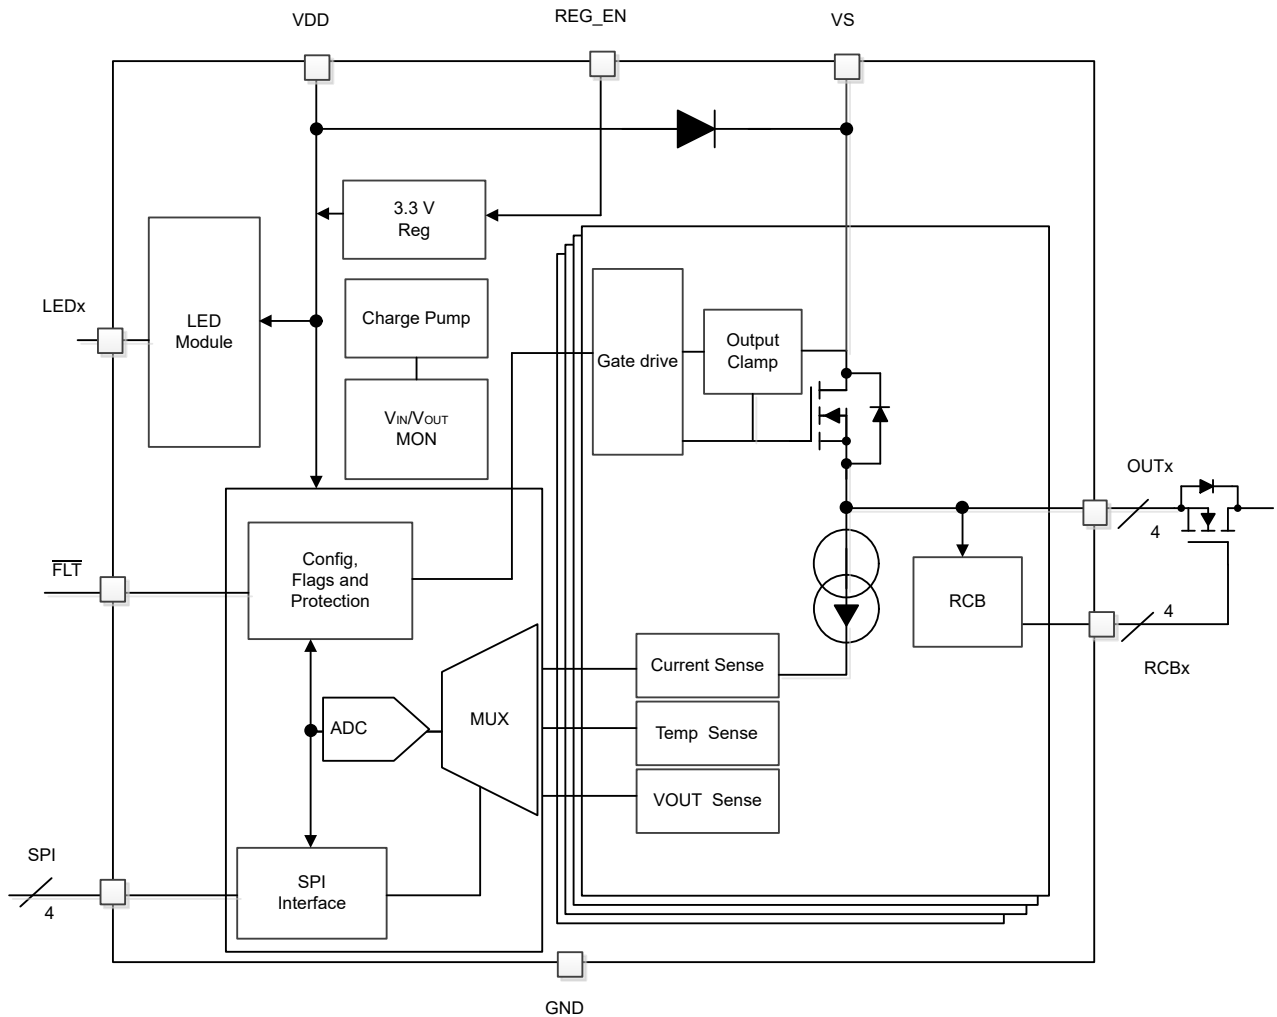 REG_EN
VDD
VS
3.3 V
Reg
LEDx
LED
Module
Charge Pump
VIN/VOUT
MON
Gate drive
Output
Clamp
OUTx
4
FLT
Config,
Flags and
Protection
RCB
4
RCBx
Current Sense
MUX
ADC
Temp Sense
VOUT Sense
SPI
4
SPI
Interface
GND